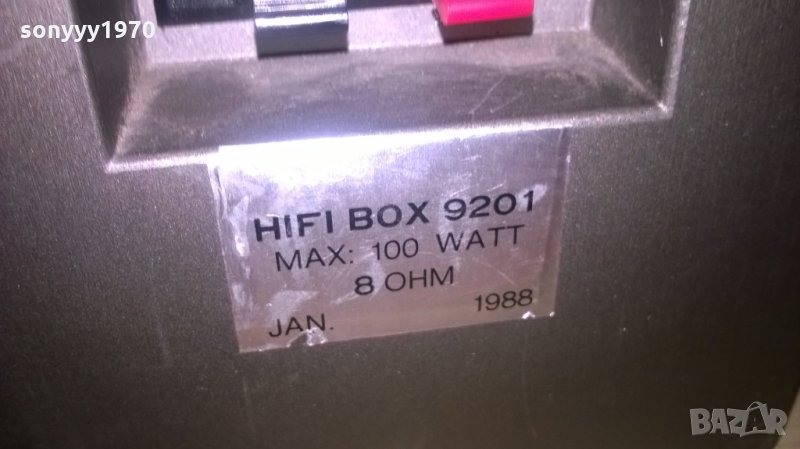 sonyyy1970
HIFI BOX 9201
MAX: 100 WATT
8 OHM
JAN. 1988
BAZAR